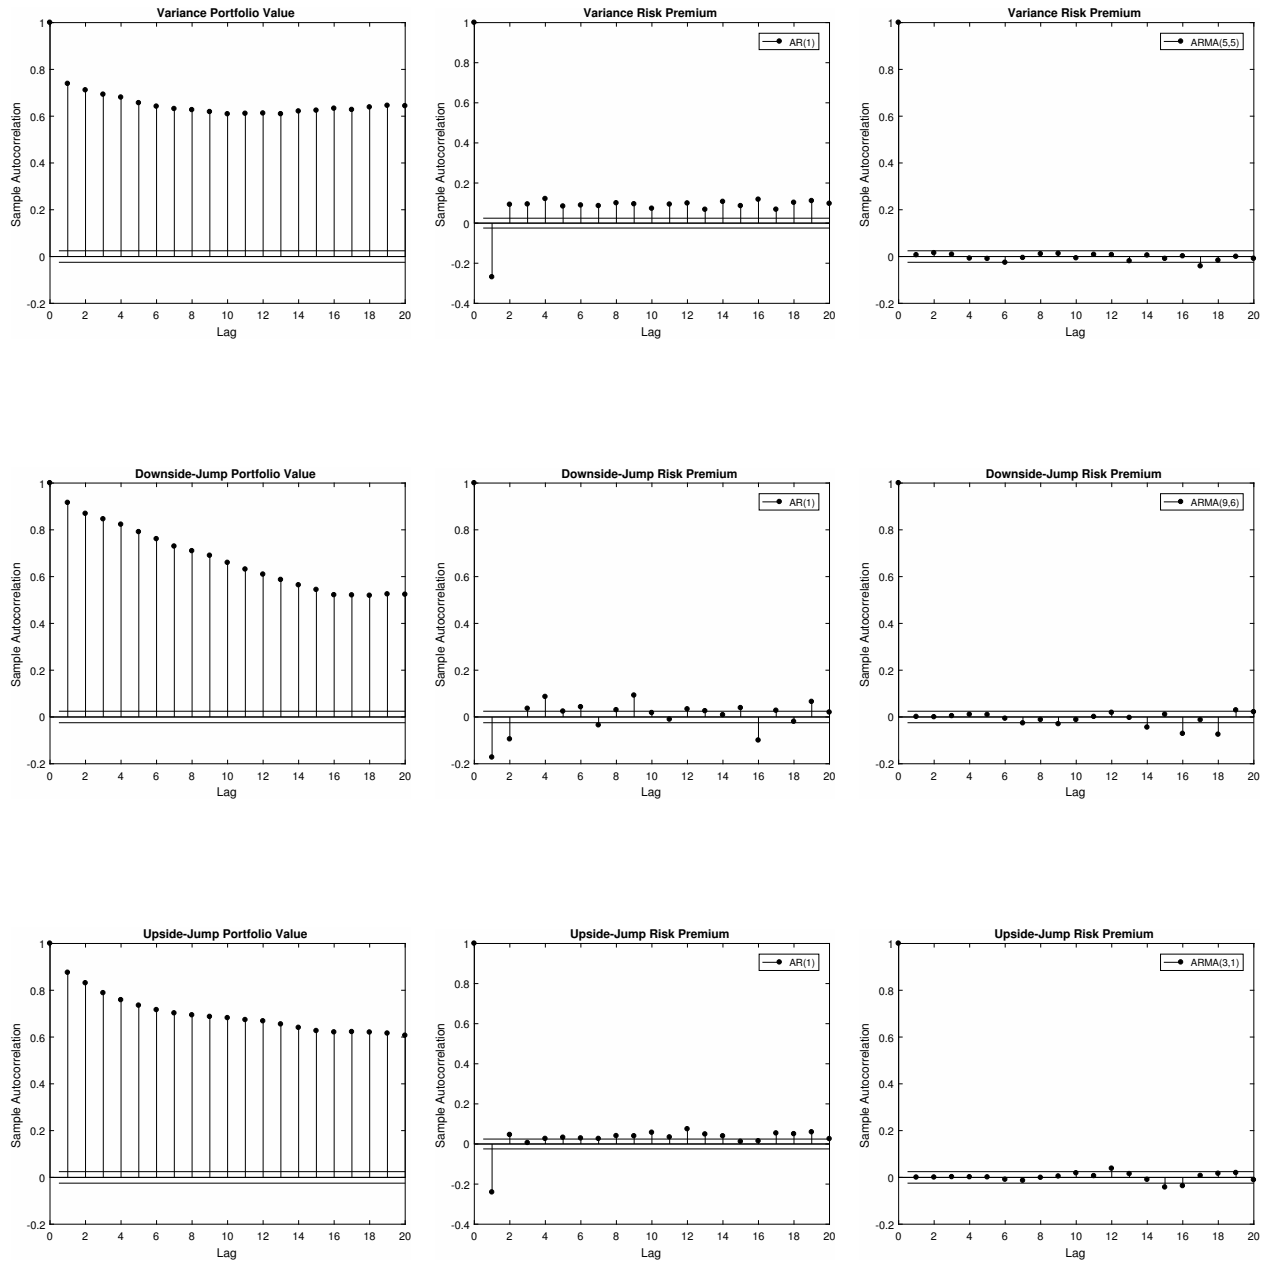 Variance Portfolio Value
1
0.8
0.6
0.4
0.2
0
-0.2
0 2 4 6 8 10 12 14 16 18 20
Sample Autocorrelation
Lag
Variance Risk Premium
AR(1)
1
0.8
0.6
0.4
0.2
0
-0.2
-0.4
0 2 4 6 8 10 12 14 16 18 20
Sample Autocorrelation
Lag
Variance Risk Premium
ARMA(5,5)
1
0.8
0.6
0.4
0.2
0
-0.2
0 2 4 6 8 10 12 14 16 18 20
Sample Autocorrelation
Lag
Downside-Jump Portfolio Value
1
0.8
0.6
0.4
0.2
0
-0.2
0 2 4 6 8 10 12 14 16 18 20
Sample Autocorrelation
Lag
Downside-Jump Risk Premium
AR(1)
1
0.8
0.6
0.4
0.2
0
-0.2
0 2 4 6 8 10 12 14 16 18 20
Sample Autocorrelation
Lag
Downside-Jump Risk Premium
ARMA(9,6)
1
0.8
0.6
0.4
0.2
0
-0.2
0 2 4 6 8 10 12 14 16 18 20
Sample Autocorrelation
Lag
Upside-Jump Portfolio Value
1
0.8
0.6
0.4
0.2
0
-0.2
0 2 4 6 8 10 12 14 16 18 20
Sample Autocorrelation
Lag
Upside-Jump Risk Premium
AR(1)
1
0.8
0.6
0.4
0.2
0
-0.2
-0.4
0 2 4 6 8 10 12 14 16 18 20
Sample Autocorrelation
Lag
Upside-Jump Risk Premium
ARMA(3,1)
1
0.8
0.6
0.4
0.2
0
-0.2
0 2 4 6 8 10 12 14 16 18 20
Sample Autocorrelation
Lag